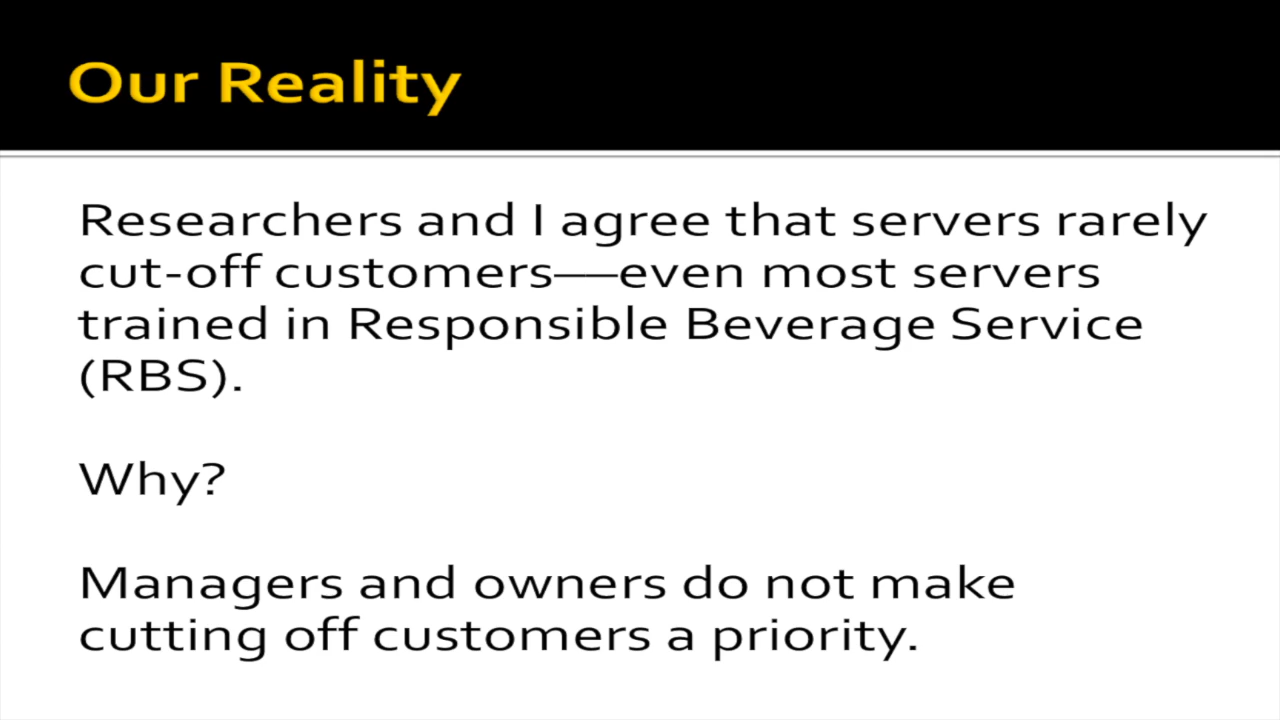 Our Reality
Researchers and I agree that servers rarely
cut-off customers——even most servers
trained in Responsible Beverage Service
(RBS).
Why?
Managers and owners do not make
cutting off customers a priority.